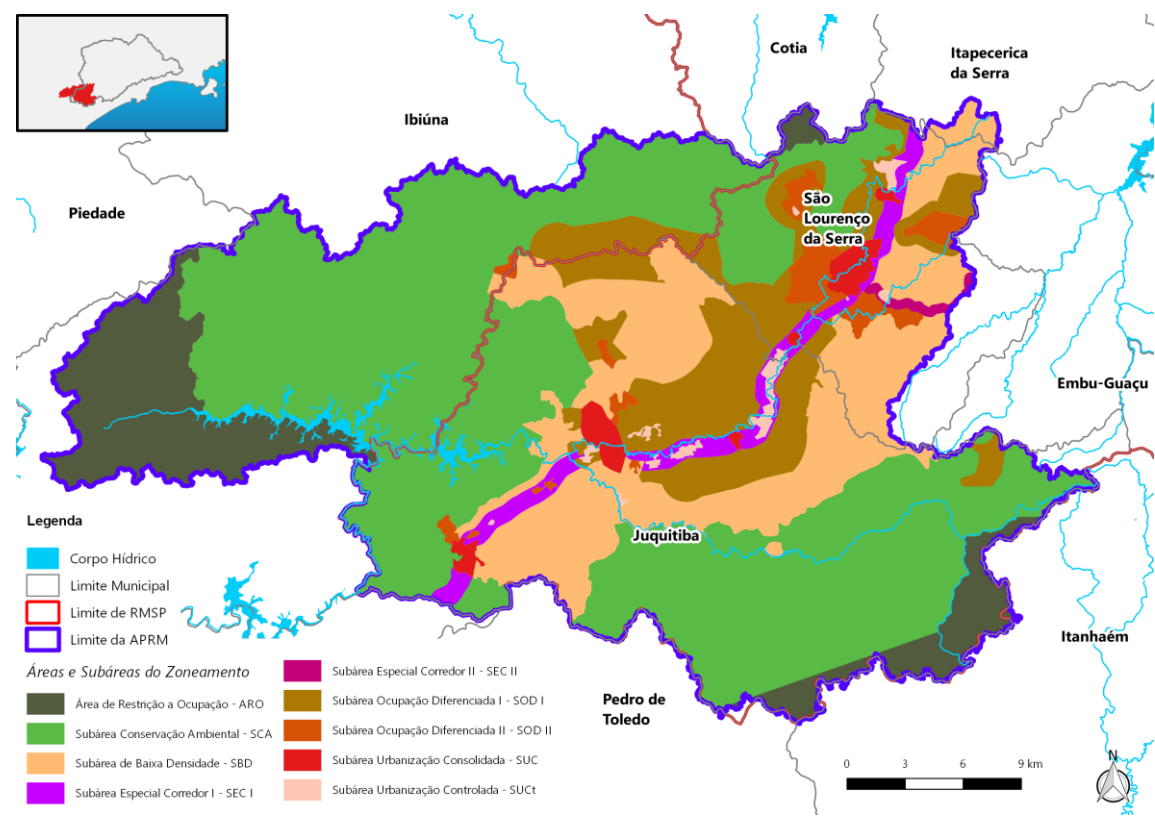 Cotia
Itapecerica
da Serra
Ibiúna
Piedade
São
Lourenço
da Serra
Embu-Guaçu
Juquitiba
Itanhaém
Pedro de
Toledo
Legenda
Corpo Hídrico
Limite Municipal
Limite de RMSP
Limite da APRM
Áreas e Subáreas do Zoneamento
Área de Restrição a Ocupação - ARO
Subárea Conservação Ambiental - SCA
Subárea de Baixa Densidade - SBD
Subárea Especial Corredor I - SEC I
Subárea Especial Corredor II - SEC II
Subárea Ocupação Diferenciada I - SOD I
Subárea Ocupação Diferenciada II - SOD II
Subárea Urbanização Consolidada - SUC
Subárea Urbanização Controlada - SUCt
0 3 6 9 km
N